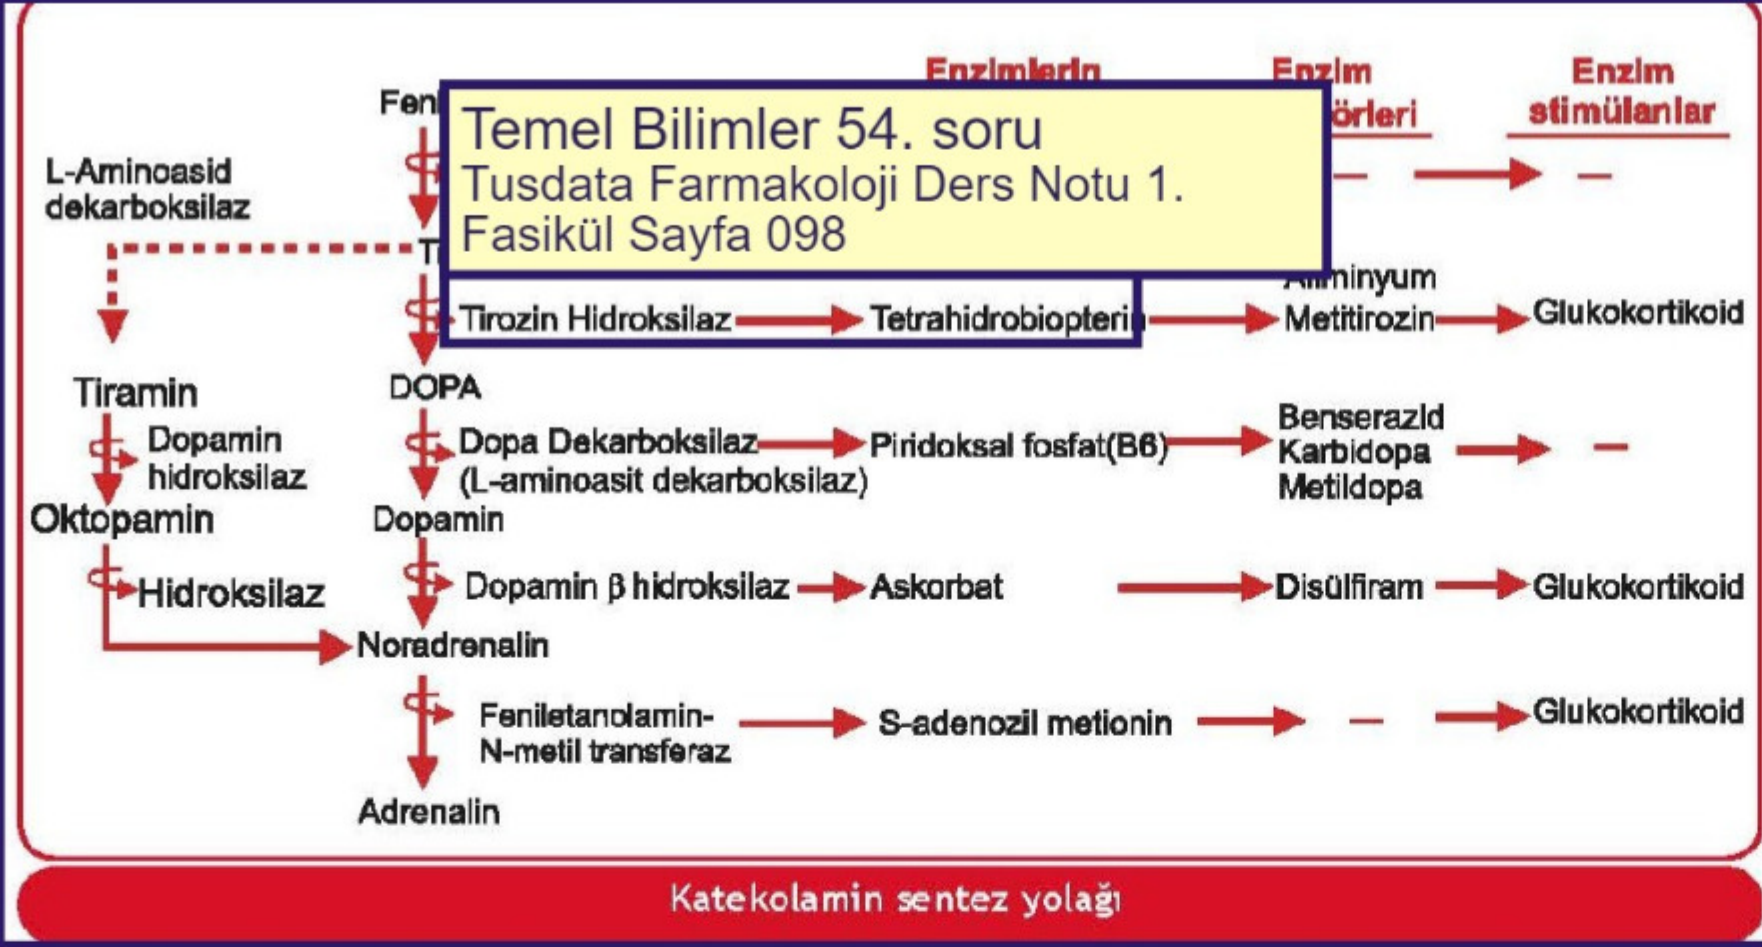 Enzimlerin
Enzim
Enzim
stimülanlar
Temel Bilimler 54. soru
Tusdata Farmakoloji Ders Notu 1.
Fasikül Sayfa 098
L-Aminoasid
dekarboksilaz
Tirozin Hidroksilaz
Tetrahidrobiopterin
Metitirozin
Glukokortikoid
Tiramin
DOPA
Dopamin
hidroksilaz
Dopa Dekarboksilaz
(L-aminoasit dekarboksilaz)
Piridoksal fosfat(B6)
Benserazid
Karbidopa
Metildopa
–
Oktopamin
Dopamin
Hidroksilaz
Dopamin β hidroksilaz
Askorbat
Disülfiram
Glukokortikoid
Noradrenalin
Feniletanolamin-
N-metil transferaz
S-adenozil metionin
–
Glukokortikoid
Adrenalin
Katekolamin sentez yolağı